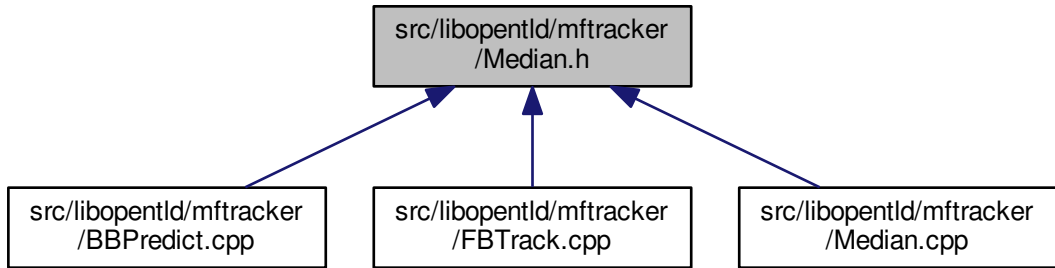 src/libopentld/mftracker
/Median.h
src/libopentld/mftracker
/BBPredict.cpp
src/libopentld/mftracker
/FBTrack.cpp
src/libopentld/mftracker
/Median.cpp